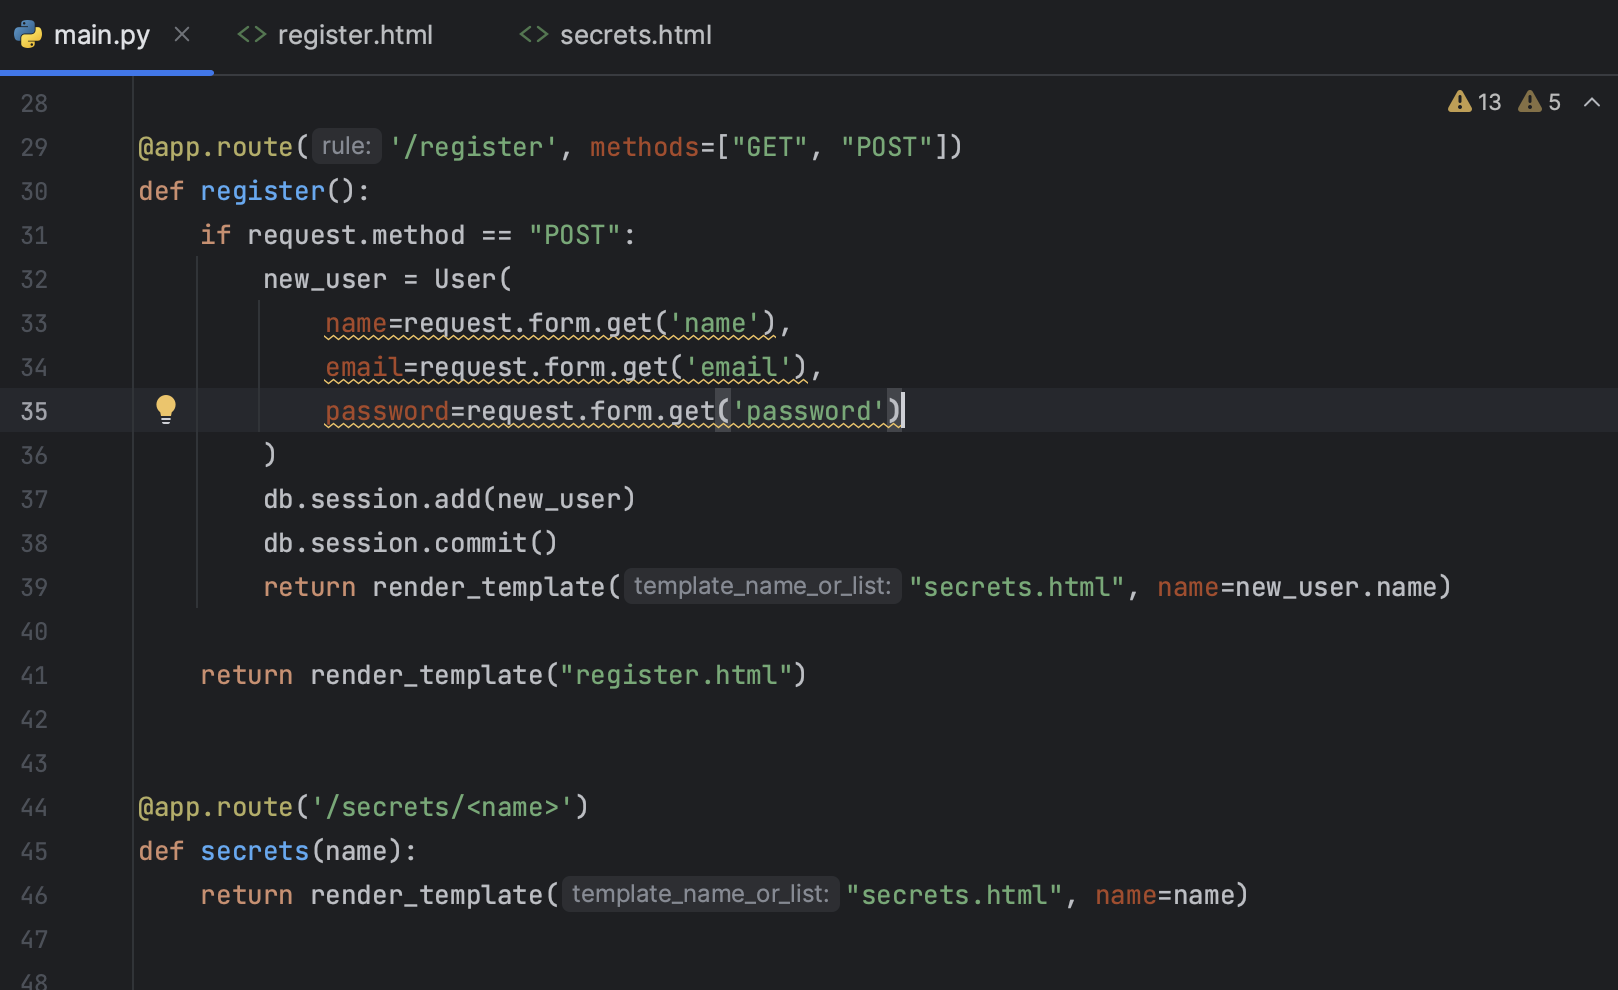 main.py
register.html
secrets.html
13 5
28
29 @app.route(rule: '/register', methods=["GET", "POST"])
30 def register():
31     if request.method == "POST":
32         new_user = User(
33             name=request.form.get('name'),
34             email=request.form.get('email'),
35             password=request.form.get('password')
36         )
37         db.session.add(new_user)
38         db.session.commit()
39         return render_template(template_name_or_list: "secrets.html", name=new_user.name)
40
41     return render_template("register.html")
42
43
44 @app.route('/secrets/<name>')
45 def secrets(name):
46     return render_template(template_name_or_list: "secrets.html", name=name)
47
48